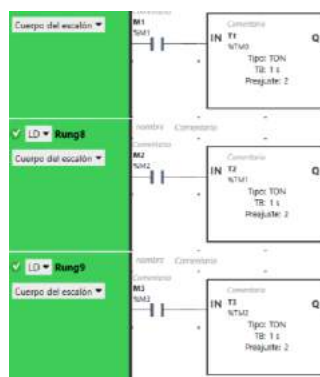 Cuerpo del escalón
M1
%M1
Comentario
IN T1 Q
%TM0
Tipo: TON
TB: 1 s
Preajuste: 2
LD Rung8
nombre Comentario
Cuerpo del escalón
Comentario
M2
%M2
Comentario
IN T2 Q
%TM1
Tipo: TON
TB: 1 s
Preajuste: 2
LD Rung9
nombre Comentario
Cuerpo del escalón
Comentario
M3
%M3
Comentario
IN T3 Q
%TM2
Tipo: TON
TB: 1 s
Preajuste: 2